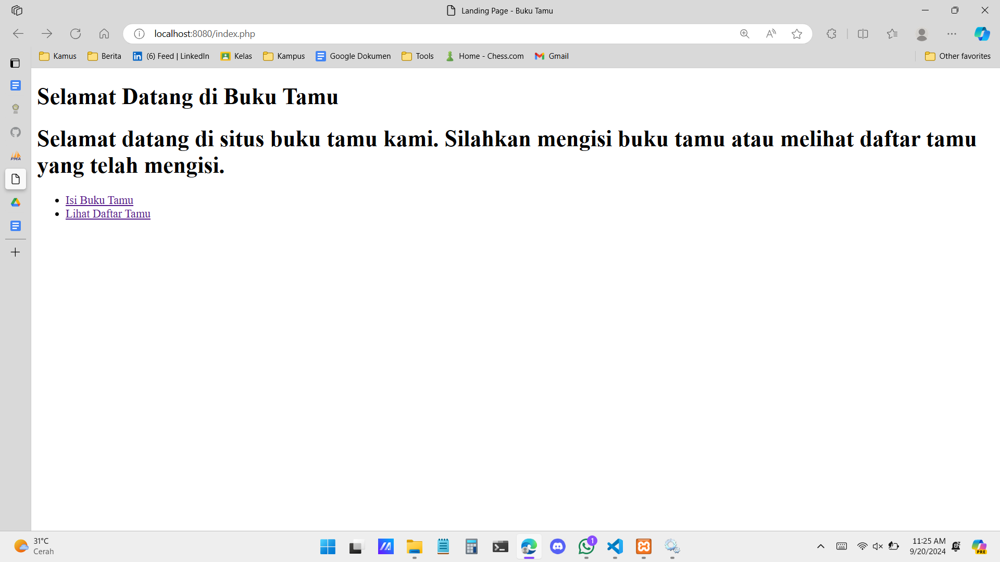 Landing Page - Buku Tamu
localhost:8080/index.php
Kamus
Berita
(6) Feed | LinkedIn
Kelas
Kampus
Google Dokumen
Tools
Home - Chess.com
Gmail
Other favorites
PMA
Selamat Datang di Buku Tamu
Selamat datang di situs buku tamu kami. Silahkan mengisi buku tamu atau melihat daftar tamu
yang telah mengisi.
Isi Buku Tamu
Lihat Daftar Tamu
31°C
Cerah
1
11:25 AM
9/20/2024
PRE